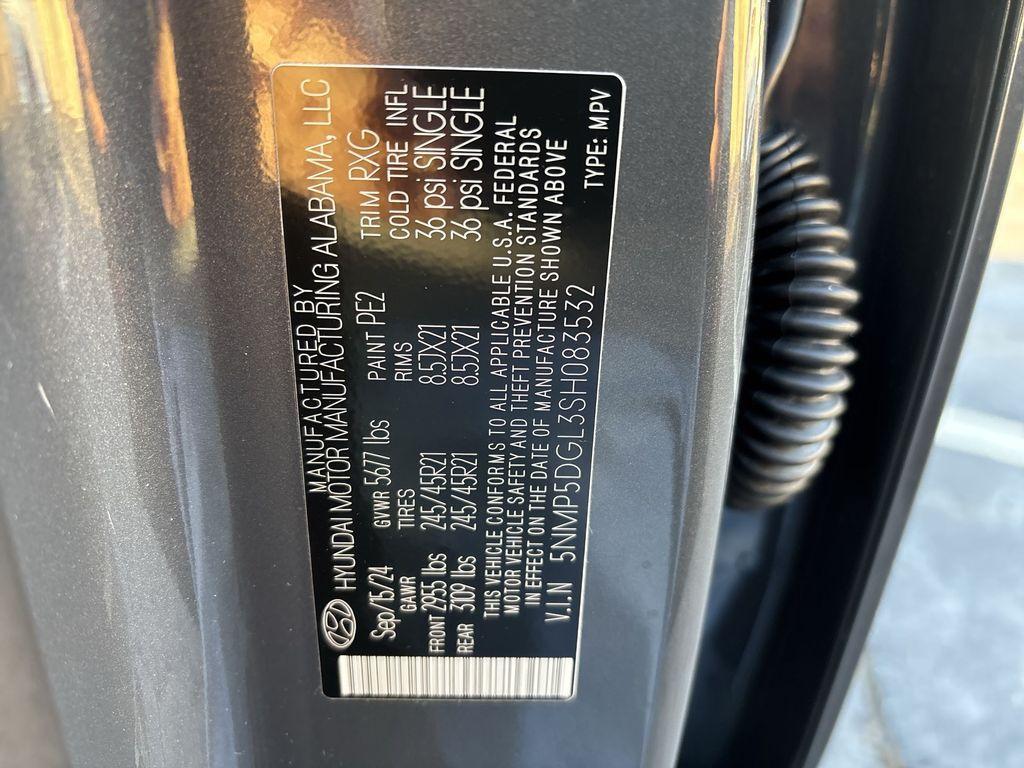 MANUFACTURED BY
HYUNDAI MOTOR MANUFACTURING ALABAMA, LLC
Sep/15/24 GVWR 5677 lbs PAINT PE2 TRIM RXG
GAWR TIRES RIMS COLD TIRE INFL
FRONT 2955 lbs 245/45R21 8.5JX21 36 psi SINGLE
REAR 3109 lbs 245/45R21 8.5JX21 36 psi SINGLE
THIS VEHICLE CONFORMS TO ALL APPLICABLE U.S.A. FEDERAL
MOTOR VEHICLE SAFETY AND THEFT PREVENTION STANDARDS
IN EFFECT ON THE DATE OF MANUFACTURE SHOWN ABOVE
V.I.N 5NMP5DGL3SH083532 TYPE: MPV